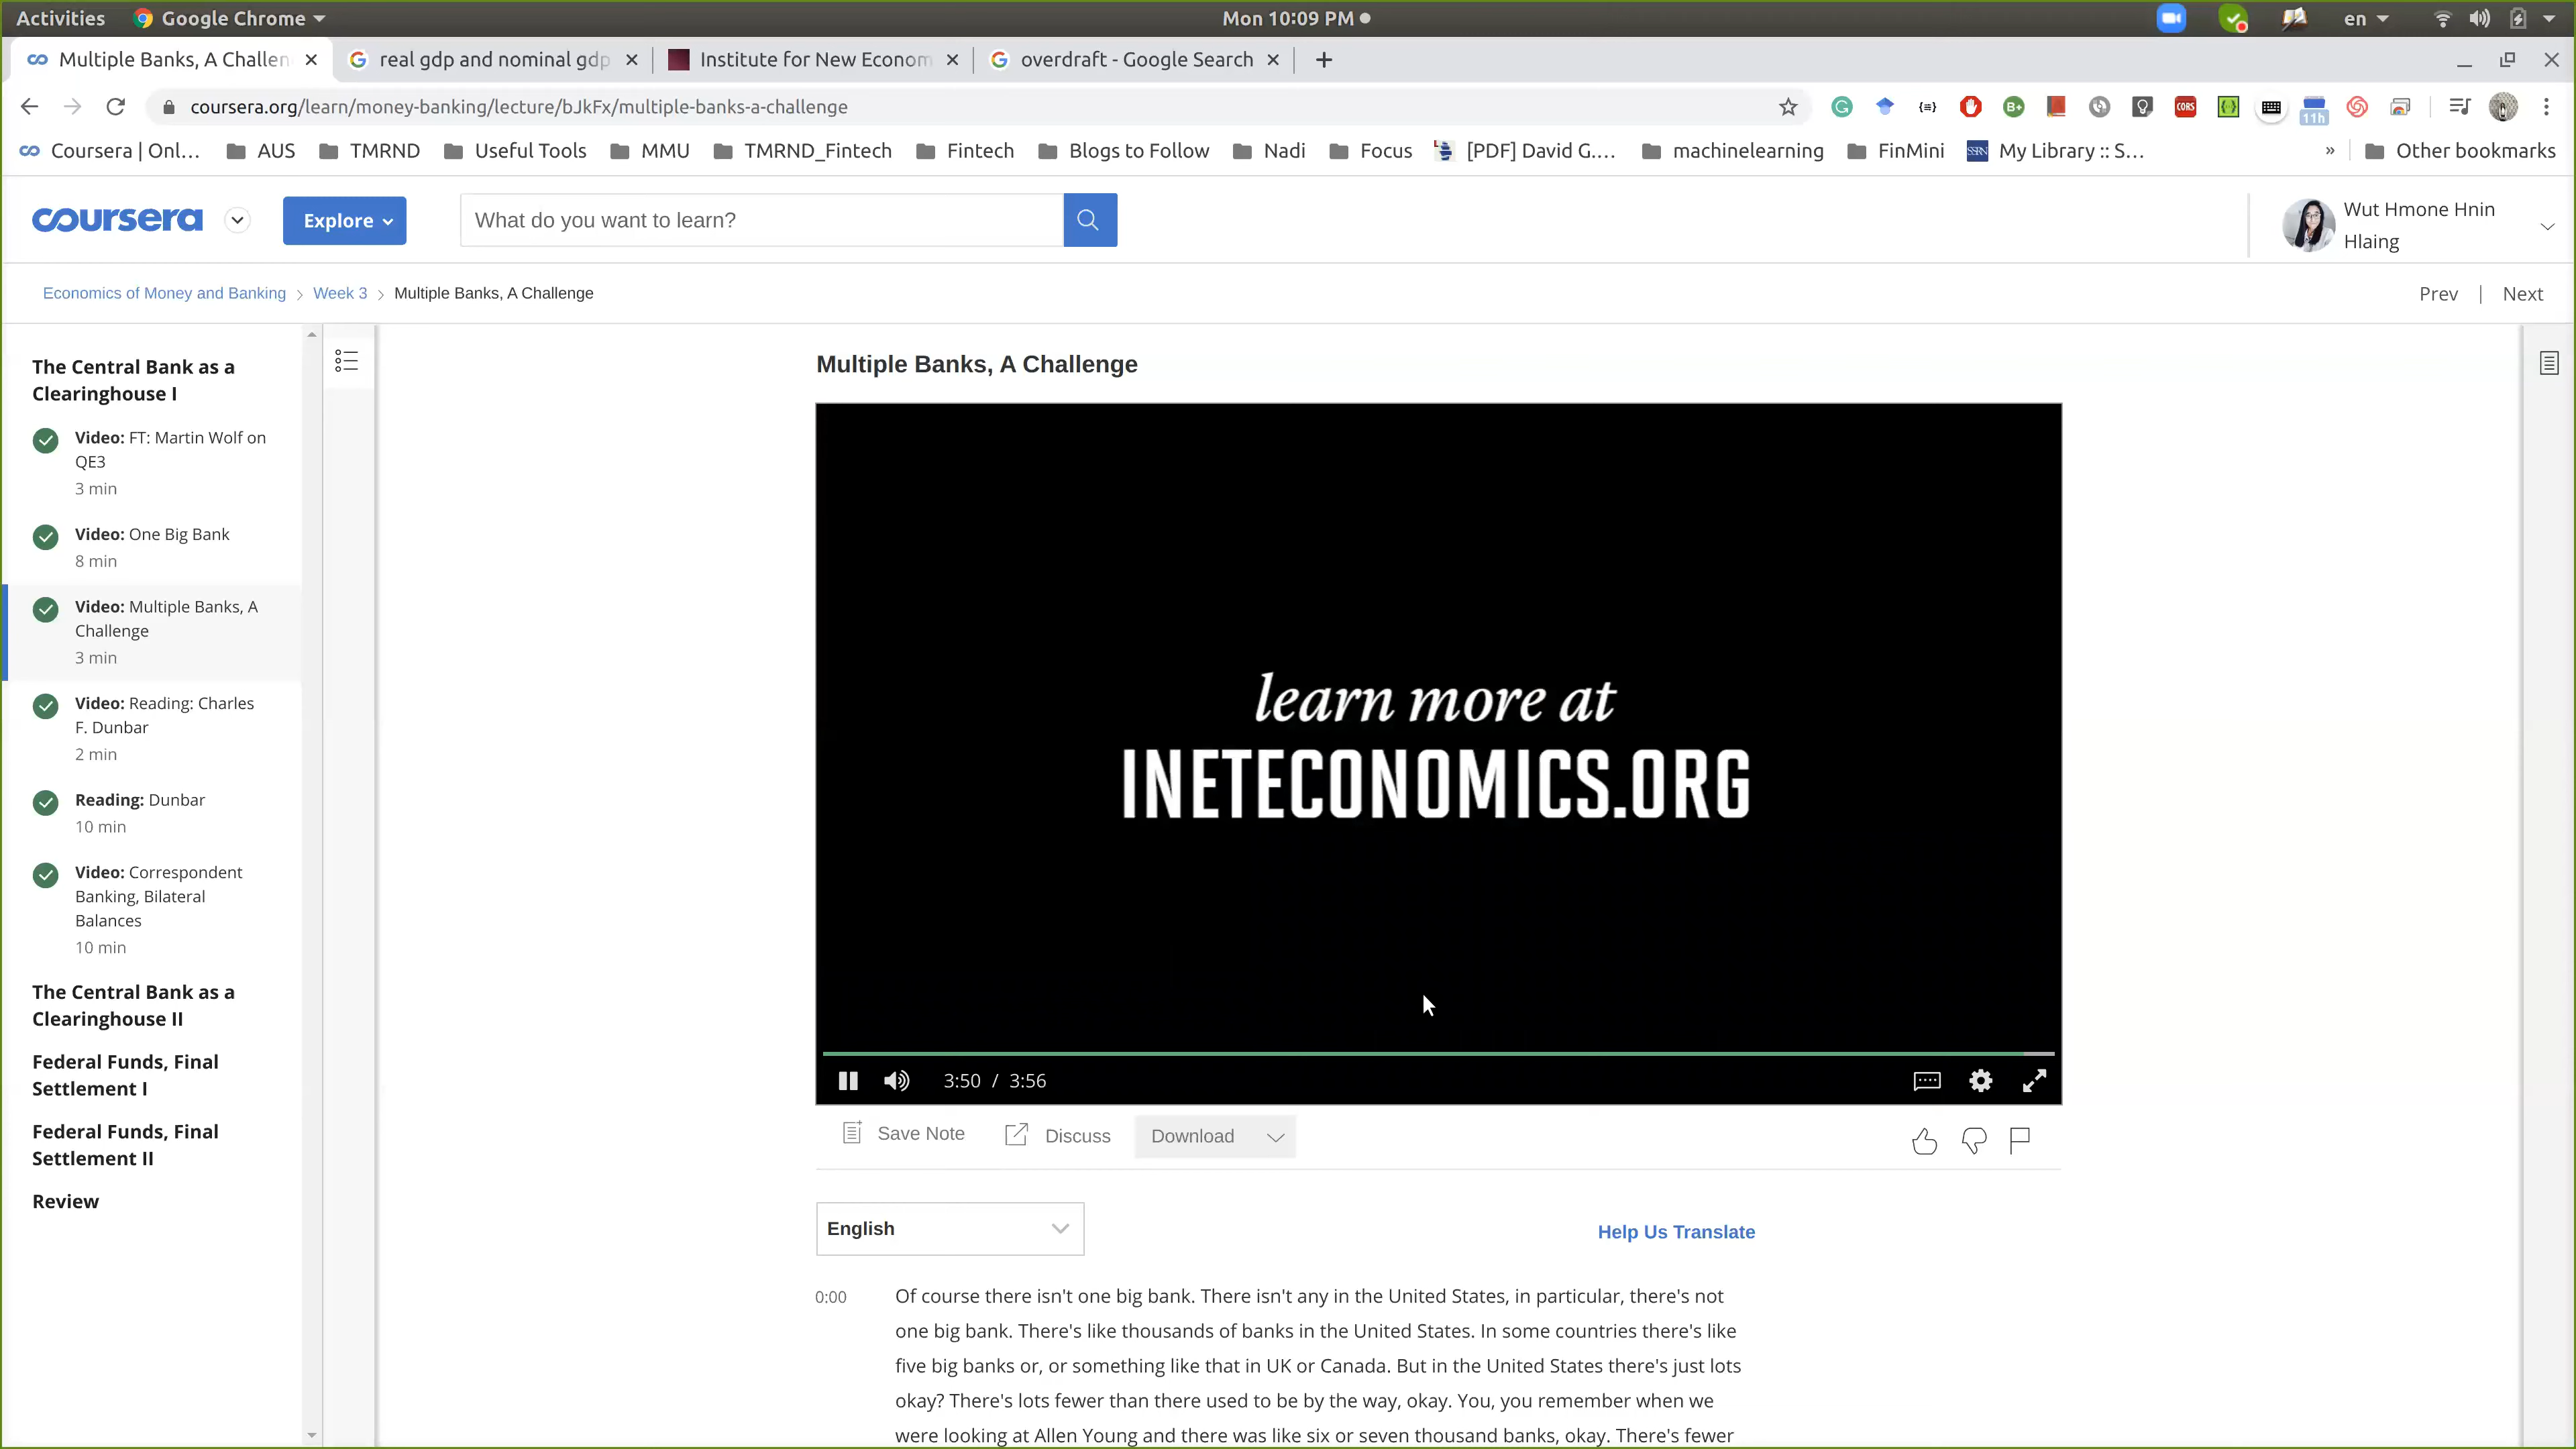 Activities
Google Chrome
Mon 10:09 PM
en
Multiple Banks, A Challen
real gdp and nominal gdp
Institute for New Econom
overdraft - Google Search
coursera.org/learn/money-banking/lecture/bJkFx/multiple-banks-a-challenge
CORS
11h
Coursera | Onl...
AUS
TMRND
Useful Tools
MMU
TMRND_Fintech
Fintech
Blogs to Follow
Nadi
Focus
[PDF] David G....
machinelearning
FinMini
SSRN
My Library :: S...
»
Other bookmarks
coursera
Explore
What do you want to learn?
Wut Hmone Hnin
Hlaing
Economics of Money and Banking > Week 3 > Multiple Banks, A Challenge
Prev | Next
The Central Bank as a
Clearinghouse I
Video: FT: Martin Wolf on
QE3
3 min
Video: One Big Bank
8 min
Video: Multiple Banks, A
Challenge
3 min
Video: Reading: Charles
F. Dunbar
2 min
Reading: Dunbar
10 min
Video: Correspondent
Banking, Bilateral
Balances
10 min
The Central Bank as a
Clearinghouse II
Federal Funds, Final
Settlement I
Federal Funds, Final
Settlement II
Review
Multiple Banks, A Challenge
learn more at
INETECONOMICS.ORG
3:50 / 3:56
Save Note
Discuss
Download
English
Help Us Translate
0:00
Of course there isn't one big bank. There isn't any in the United States, in particular, there's not
one big bank. There's like thousands of banks in the United States. In some countries there's like
five big banks or, or something like that in UK or Canada. But in the United States there's just lots
okay? There's lots fewer than there used to be by the way, okay. You, you remember when we
were looking at Allen Young and there was like six or seven thousand banks, okay. There's fewer